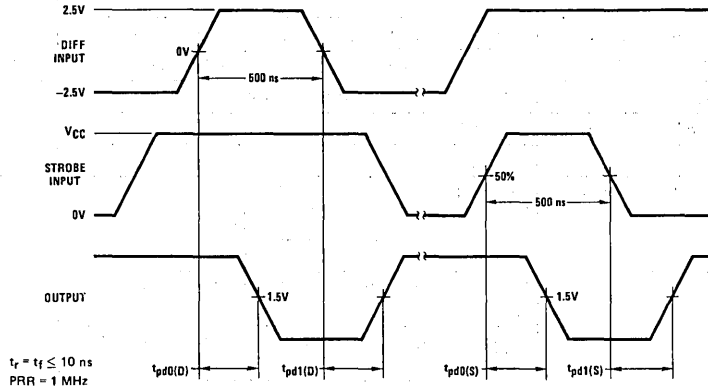 2.5V
DIFF
INPUT
0V
-2.5V
500 ns
VCC
STROBE
INPUT
0V
50%
500 ns
OUTPUT
1.5V
1.5V
tr = tf ≤ 10 ns
PRR = 1 MHz
tpd0(D)
tpd1(D)
tpd0(S)
tpd1(S)